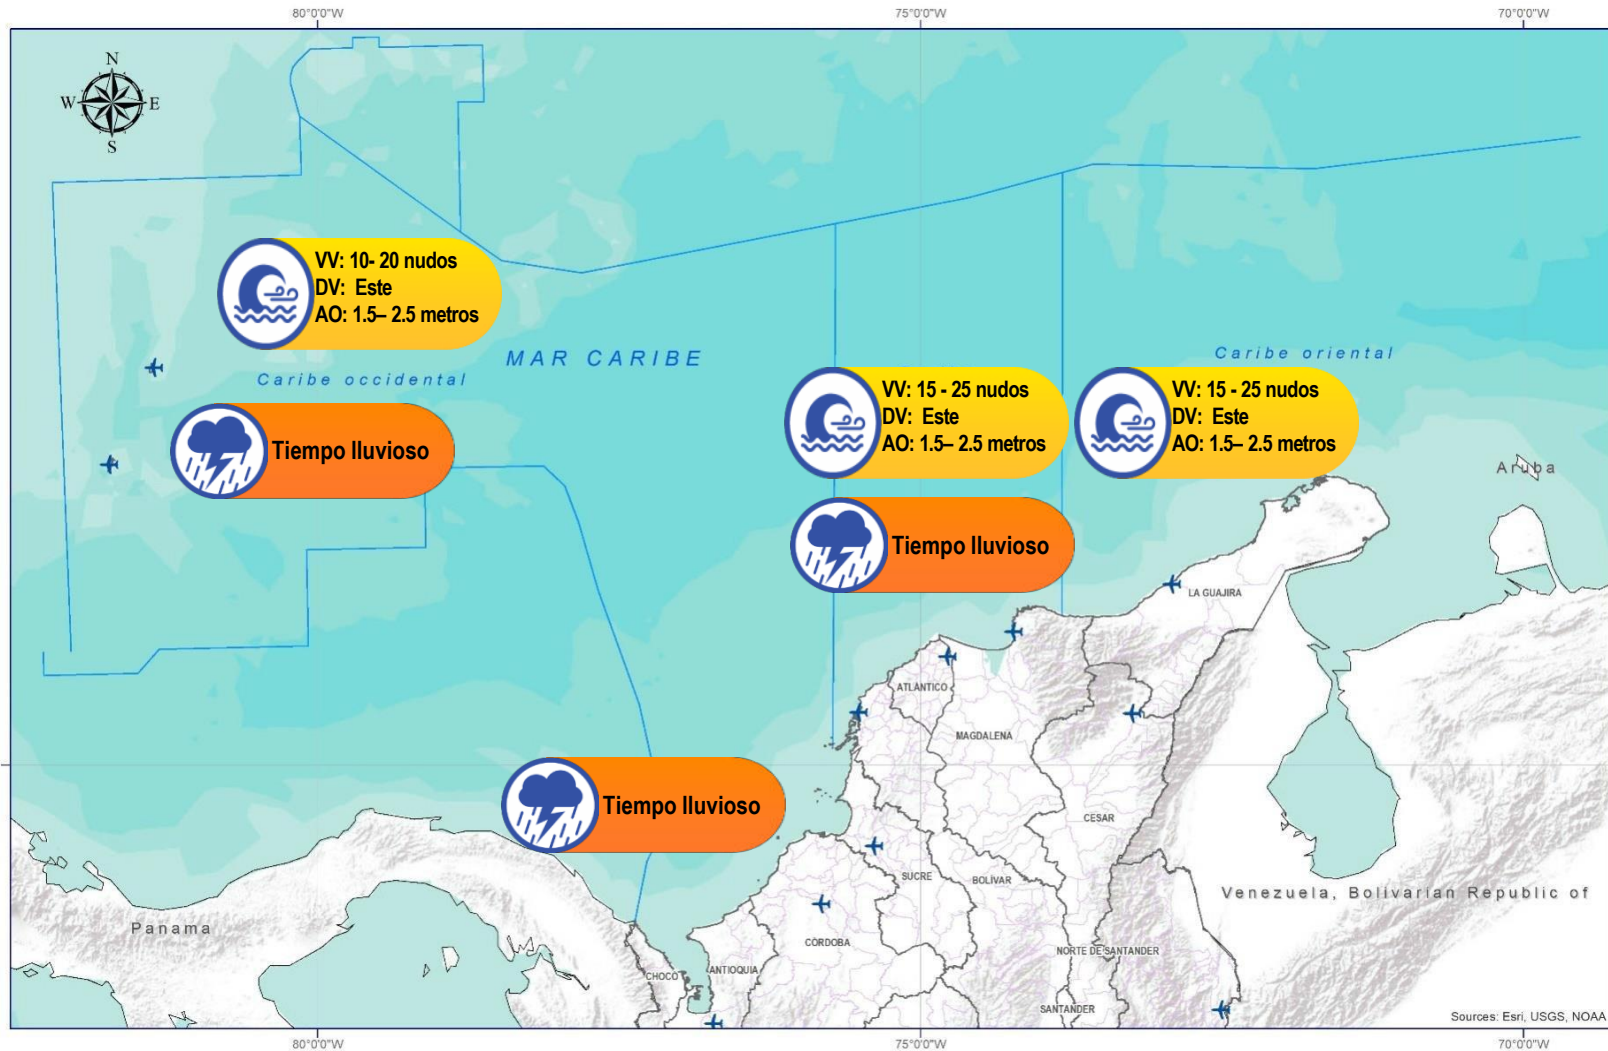 80°0'0"W
75°0'0"W
70°0'0"W
N
W
E
S
VV: 10- 20 nudos
DV:  Este
AO: 1.5– 2.5 metros
MAR CARIBE
Caribe occidental
Caribe oriental
VV: 15 - 25 nudos
DV:  Este
AO: 1.5– 2.5 metros
VV: 15 - 25 nudos
DV:  Este
AO: 1.5– 2.5 metros
Tiempo lluvioso
Aruba
Tiempo lluvioso
LA GUAJIRA
ATLÁNTICO
MAGDALENA
Tiempo lluvioso
CESAR
SUCRE
BOLÍVAR
Venezuela, Bolivarian Republic of
Panama
CÓRDOBA
NORTE DE SANTANDER
CHOCÓ
ANTIOQUIA
SANTANDER
Sources: Esri, USGS, NOAA
80°0'0"W
75°0'0"W
70°0'0"W